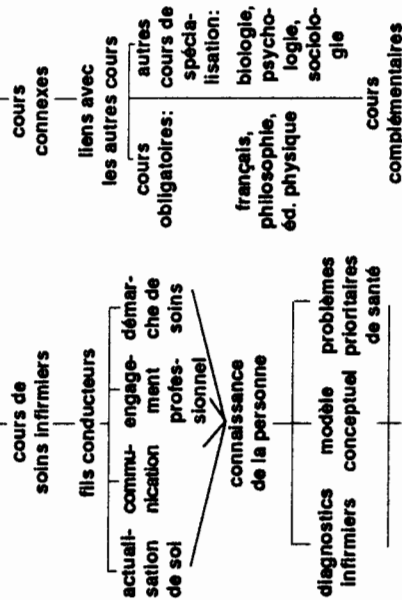 cours de
soins infirmiers
fils conducteurs
actuali-
sation
de soi
commu-
nication
engage-
ment
profes-
sionnel
démar-
che de
soins
connaissance
de la personne
diagnostics
infirmiers
modèle
conceptuel
problèmes
prioritaires
de santé
cours
connexes
liens avec
les autres cours
cours
obligatoires:
français,
philosophie,
éd. physique
autres
cours de
spécia-
lisation:
biologie,
psycho-
logie,
sociolo-
gie
cours
complémentaires